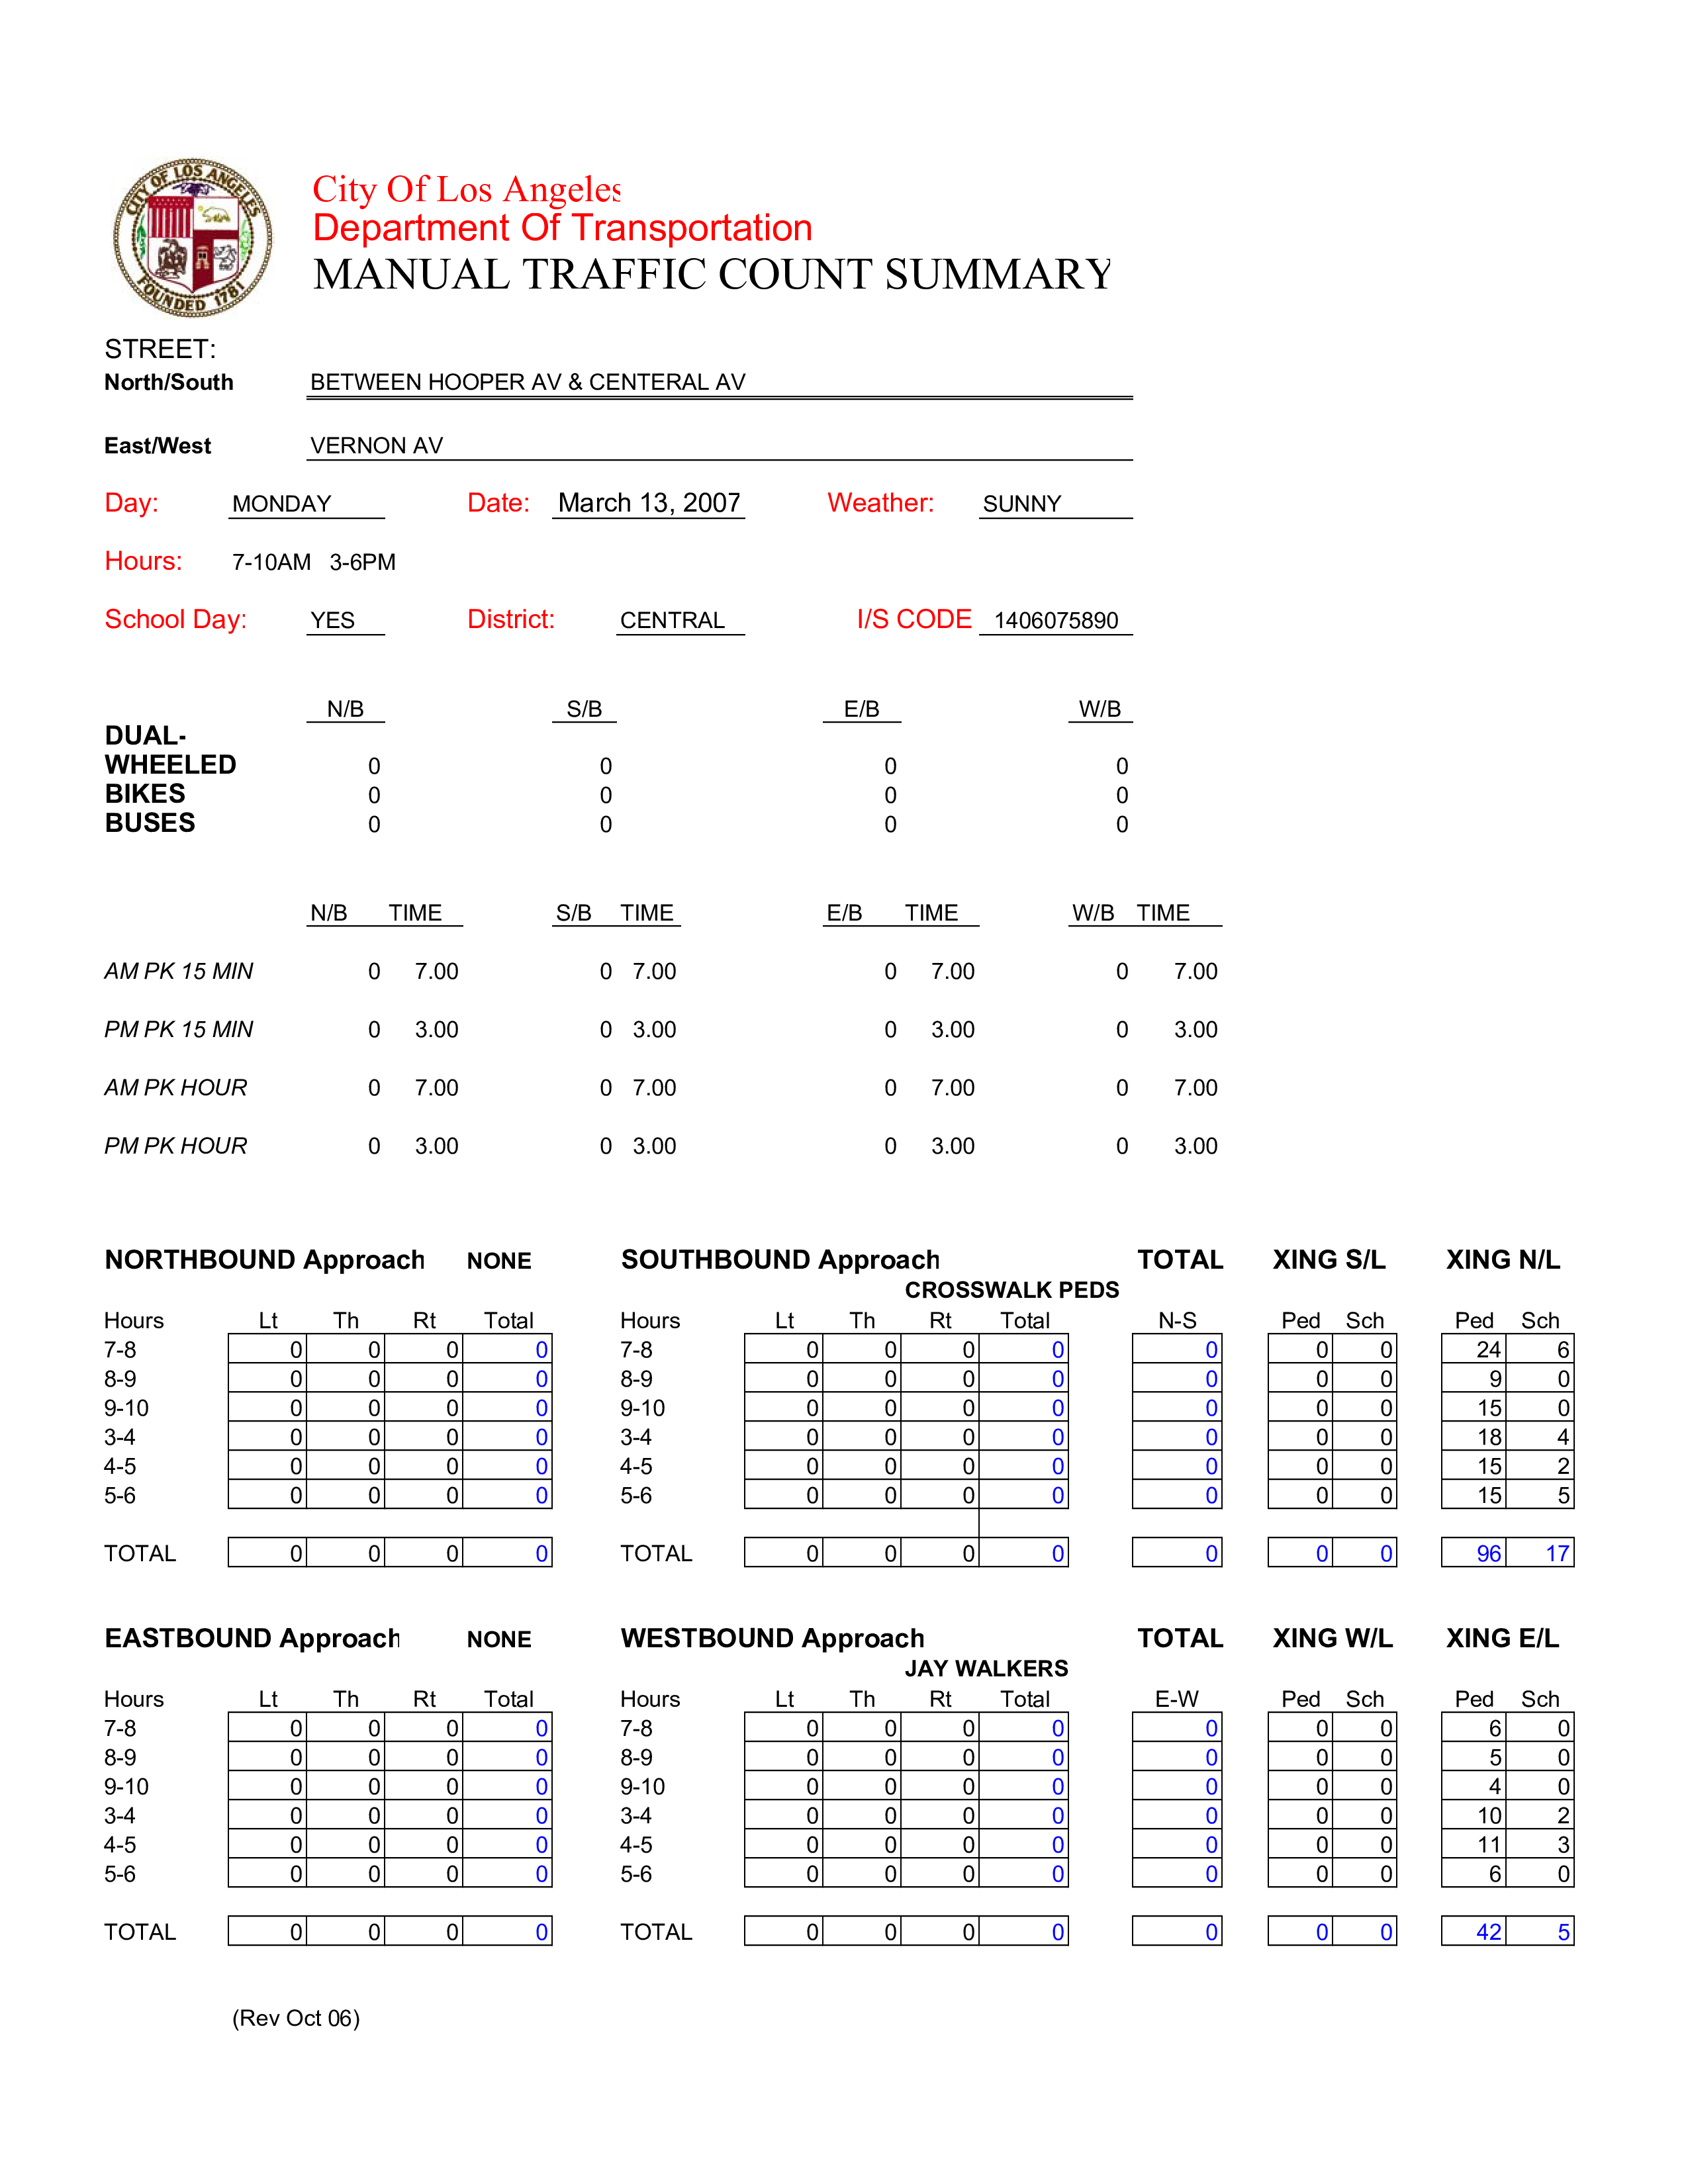 CITY OF LOS ANGELES
FOUNDED 1781
City Of Los Angeles
Department Of Transportation
MANUAL TRAFFIC COUNT SUMMARY
STREET:
North/South BETWEEN HOOPER AV & CENTERAL AV
East/West VERNON AV
Day: MONDAY Date: March 13, 2007 Weather: SUNNY
Hours: 7-10AM 3-6PM
School Day: YES District: CENTRAL I/S CODE 1406075890
N/B S/B E/B W/B
DUAL-
WHEELED 0 0 0 0
BIKES 0 0 0 0
BUSES 0 0 0 0
N/B TIME S/B TIME E/B TIME W/B TIME
AM PK 15 MIN 0 7.00 0 7.00 0 7.00 0 7.00
PM PK 15 MIN 0 3.00 0 3.00 0 3.00 0 3.00
AM PK HOUR 0 7.00 0 7.00 0 7.00 0 7.00
PM PK HOUR 0 3.00 0 3.00 0 3.00 0 3.00
NORTHBOUND Approach NONE SOUTHBOUND Approach TOTAL XING S/L XING N/L
CROSSWALK PEDS
Hours Lt Th Rt Total Hours Lt Th Rt Total N-S Ped Sch Ped Sch
7-8 0 0 0 0 7-8 0 0 0 0 0 0 0 24 6
8-9 0 0 0 0 8-9 0 0 0 0 0 0 0 9 0
9-10 0 0 0 0 9-10 0 0 0 0 0 0 0 15 0
3-4 0 0 0 0 3-4 0 0 0 0 0 0 0 18 4
4-5 0 0 0 0 4-5 0 0 0 0 0 0 0 15 2
5-6 0 0 0 0 5-6 0 0 0 0 0 0 0 15 5
TOTAL 0 0 0 0 TOTAL 0 0 0 0 0 0 0 96 17
EASTBOUND Approach NONE WESTBOUND Approach TOTAL XING W/L XING E/L
JAY WALKERS
Hours Lt Th Rt Total Hours Lt Th Rt Total E-W Ped Sch Ped Sch
7-8 0 0 0 0 7-8 0 0 0 0 0 0 0 6 0
8-9 0 0 0 0 8-9 0 0 0 0 0 0 0 5 0
9-10 0 0 0 0 9-10 0 0 0 0 0 0 0 4 0
3-4 0 0 0 0 3-4 0 0 0 0 0 0 0 10 2
4-5 0 0 0 0 4-5 0 0 0 0 0 0 0 11 3
5-6 0 0 0 0 5-6 0 0 0 0 0 0 0 6 0
TOTAL 0 0 0 0 TOTAL 0 0 0 0 0 0 0 42 5
(Rev Oct 06)